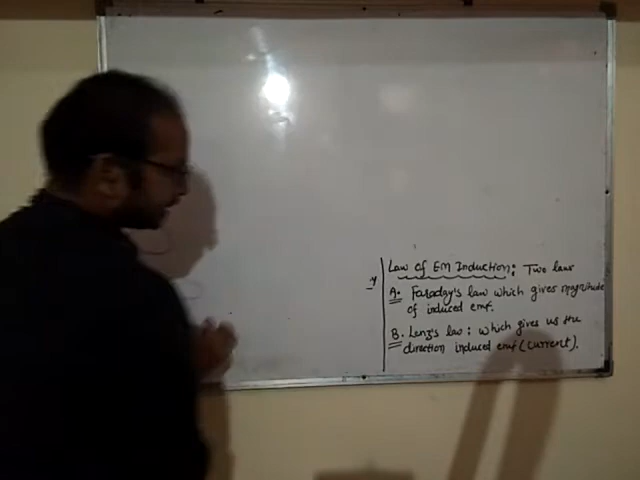 Law of EM Induction: Two laws
A. Faraday's law which gives magnitude
of induced emf.
B. Lenz's law: which gives us the
direction induced emf (current).